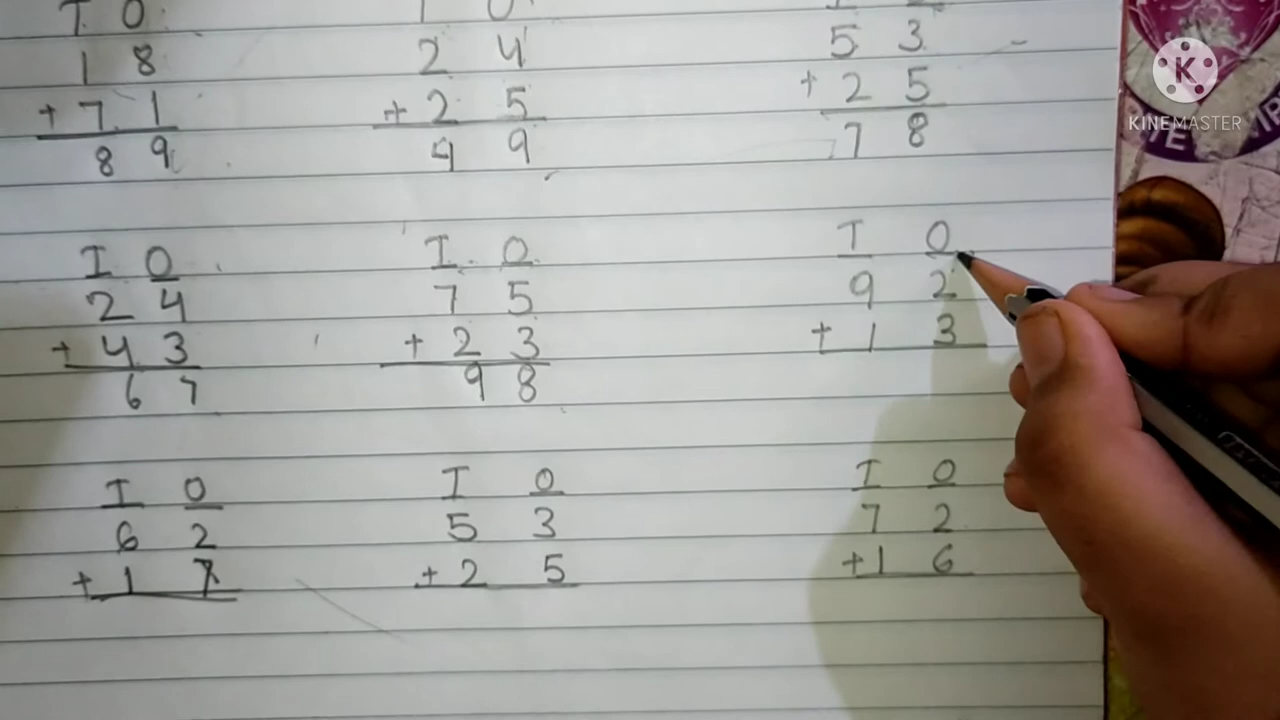 T O I O I
1 8 2 4 5 3
+ 7 1 + 2 5 + 2 5
8 9 4 9 7 8
T O T O T O
2 4 7 5 9 2
+ 4 3 + 2 3 + 1 3
6 7 9 8
T O T O T O
6 2 5 3 7 2
+ 1 7 + 2 5 + 1 6
K
KINEMASTER